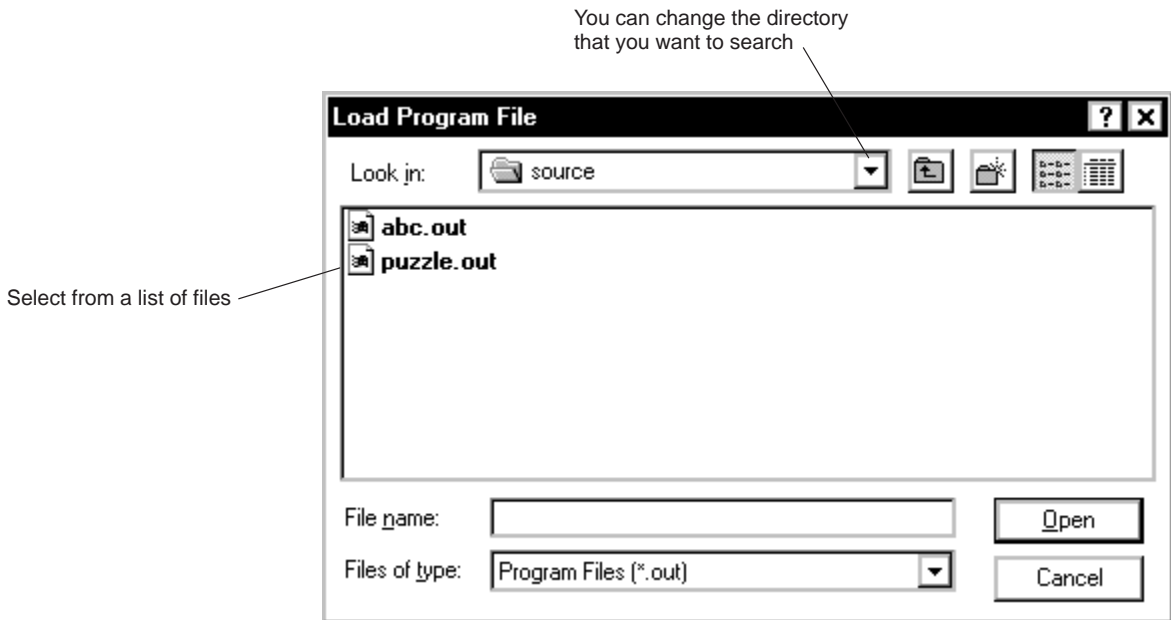 You can change the directory
that you want to search
Load Program File
Look in: source
abc.out
puzzle.out
Select from a list of files
File name:
Open
Files of type: Program Files (*.out)
Cancel